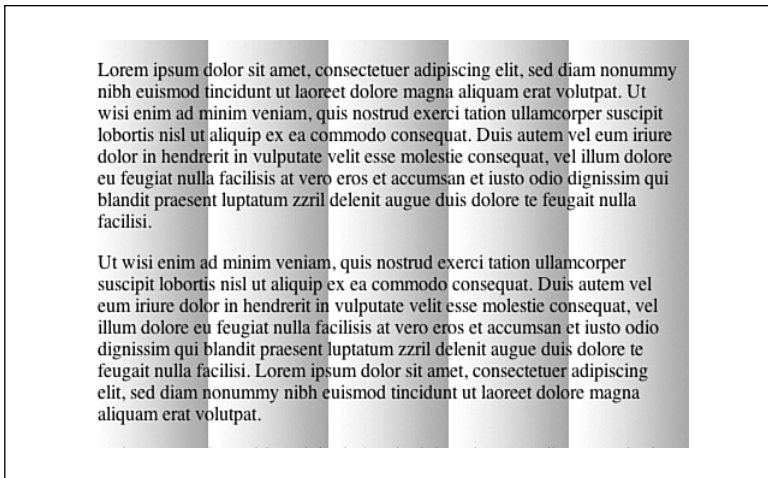 Lorem ipsum dolor sit amet, consectetuer adipiscing elit, sed diam nonummy
nibh euismod tincidunt ut laoreet dolore magna aliquam erat volutpat. Ut
wisi enim ad minim veniam, quis nostrud exerci tation ullamcorper suscipit
lobortis nisl ut aliquip ex ea commodo consequat. Duis autem vel eum iriure
dolor in hendrerit in vulputate velit esse molestie consequat, vel illum dolore
eu feugiat nulla facilisis at vero eros et accumsan et iusto odio dignissim qui
blandit praesent luptatum zzril delenit augue duis dolore te feugait nulla
facilisi.
Ut wisi enim ad minim veniam, quis nostrud exerci tation ullamcorper
suscipit lobortis nisl ut aliquip ex ea commodo consequat. Duis autem vel
eum iriure dolor in hendrerit in vulputate velit esse molestie consequat, vel
illum dolore eu feugiat nulla facilisis at vero eros et accumsan et iusto odio
dignissim qui blandit praesent luptatum zzril delenit augue duis dolore te
feugait nulla facilisi. Lorem ipsum dolor sit amet, consectetuer adipiscing
elit, sed diam nonummy nibh euismod tincidunt ut laoreet dolore magna
aliquam erat volutpat.